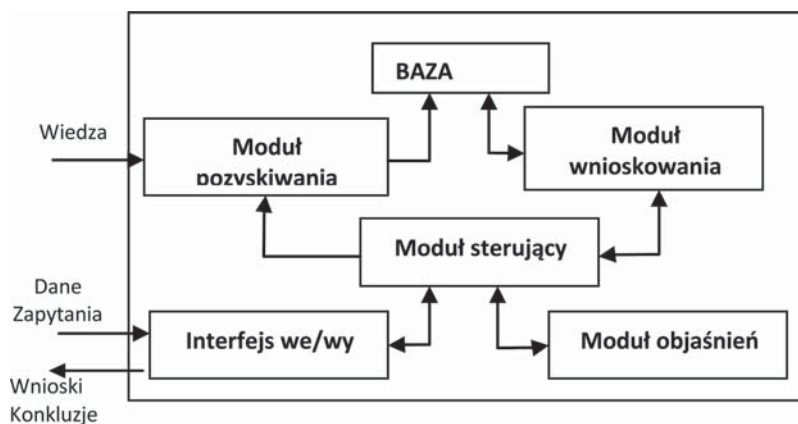 BAZA
Wiedza
Moduł
pozyskiwania
Moduł
wnioskowania
Moduł sterujący
Dane
Zapytania
Interfejs we/wy
Moduł objaśnień
Wnioski
Konkluzje